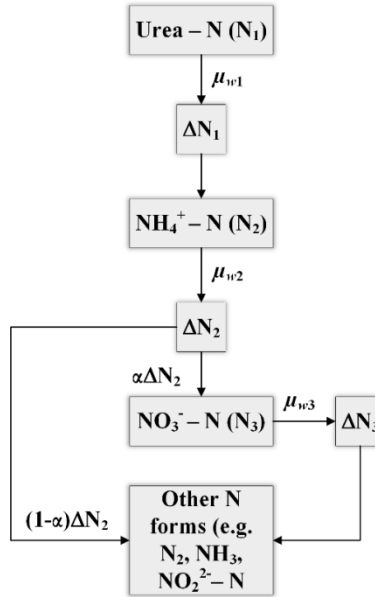 Urea – N (N₁)
μw1
ΔN₁
NH₄⁺ – N (N₂)
μw2
ΔN₂
αΔN₂
NO₃⁻ – N (N₃)
μw3
ΔN₃
(1-α)ΔN₂
Other N
forms (e.g.
N₂, NH₃,
NO₂²⁻ – N